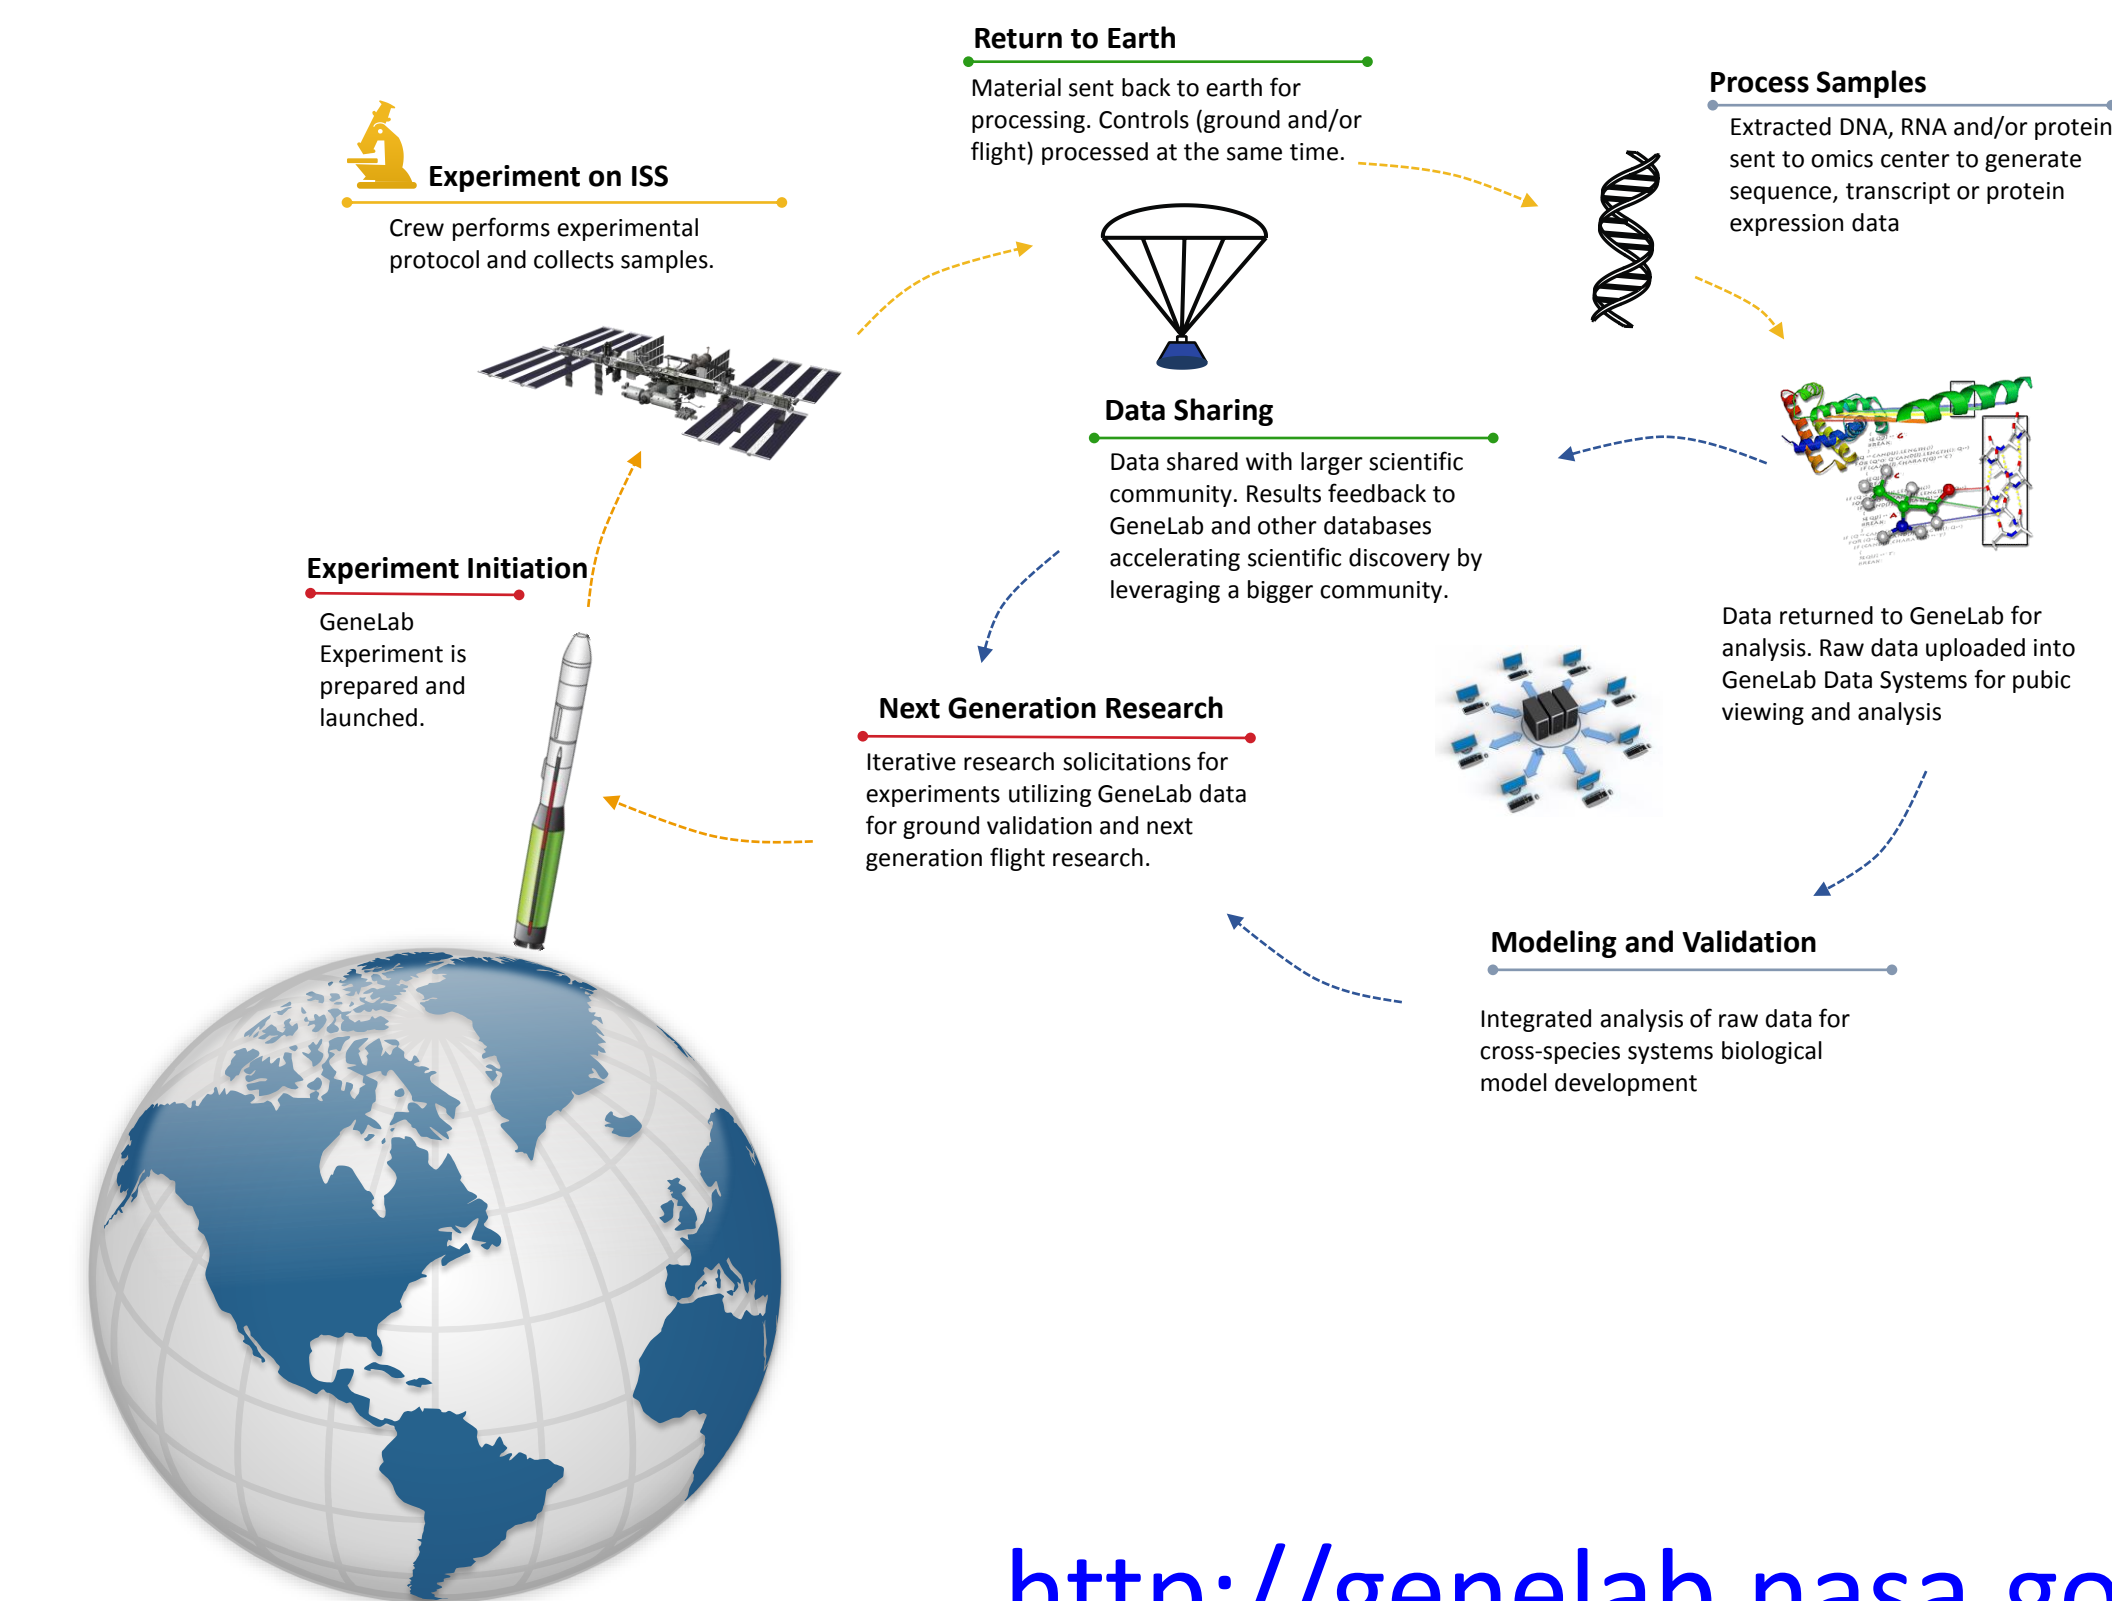 Return to Earth
Material sent back to earth for
processing. Controls (ground and/or
flight) processed at the same time.
Process Samples
Extracted DNA, RNA and/or protein
sent to omics center to generate
sequence, transcript or protein
expression data
Experiment on ISS
Crew performs experimental
protocol and collects samples.
Data Sharing
Data shared with larger scientific
community. Results feedback to
GeneLab and other databases
accelerating scientific discovery by
leveraging a bigger community.
Experiment Initiation
GeneLab
Experiment is
prepared and
launched.
Data returned to GeneLab for
analysis. Raw data uploaded into
GeneLab Data Systems for pubic
viewing and analysis
Next Generation Research
Iterative research solicitations for
experiments utilizing GeneLab data
for ground validation and next
generation flight research.
Modeling and Validation
Integrated analysis of raw data for
cross-species systems biological
model development
http://genelab.nasa.go